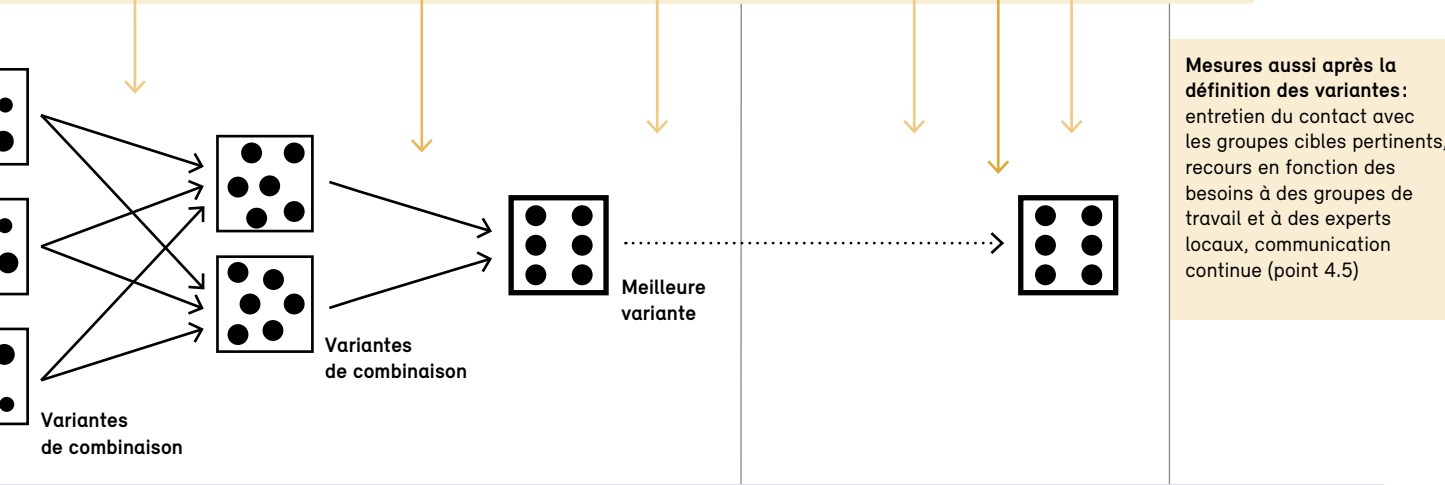 Mesures aussi après la
définition des variantes:
entretien du contact avec
les groupes cibles pertinents,
recours en fonction des
besoins à des groupes de
travail et à des experts
locaux, communication
continue (point 4.5)
Meilleure
variante
Variantes
de combinaison
Variantes
de combinaison